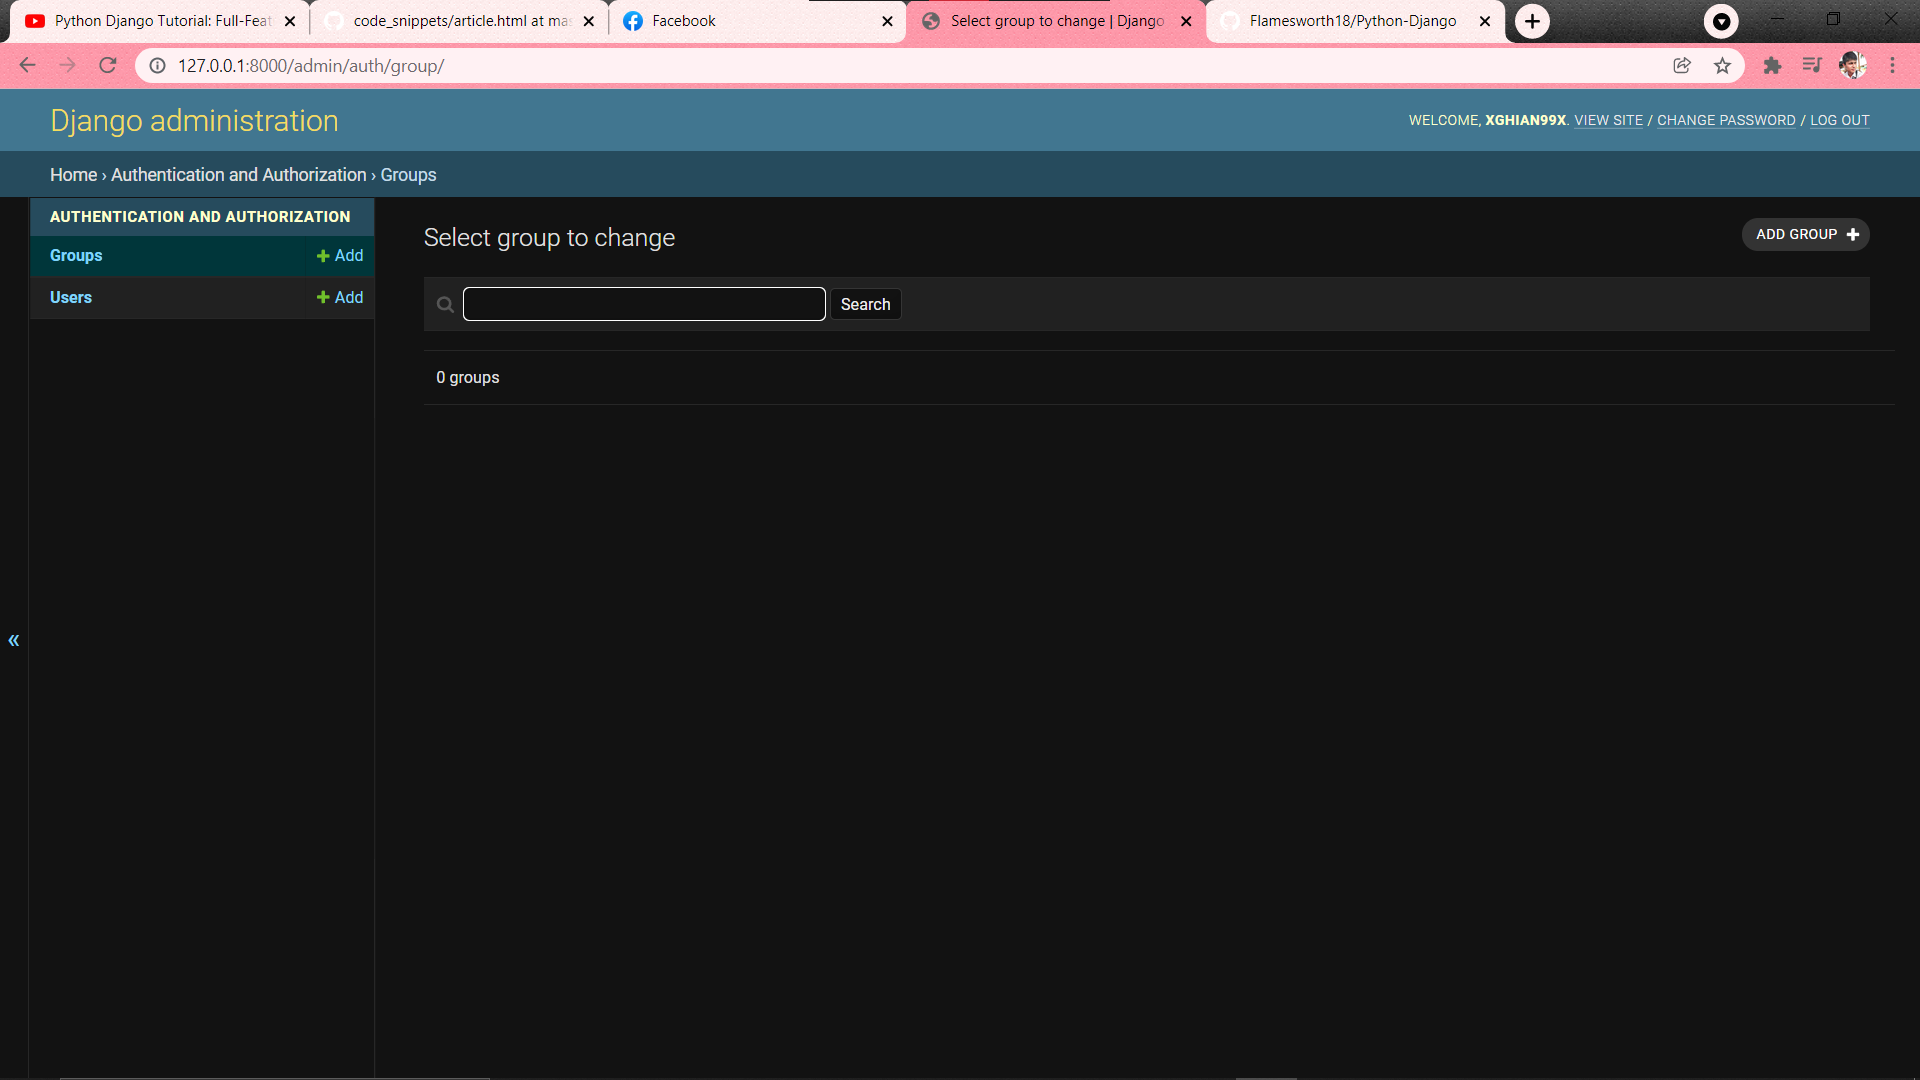 Python Django Tutorial: Full-Feat
code_snippets/article.html at mas
Facebook
Select group to change | Django
Flamesworth18/Python-Django
127.0.0.1:8000/admin/auth/group/
Django administration
WELCOME, XGHIAN99X. VIEW SITE / CHANGE PASSWORD / LOG OUT
Home › Authentication and Authorization › Groups
AUTHENTICATION AND AUTHORIZATION
Groups
Add
Users
Add
Select group to change
ADD GROUP
Search
0 groups
«